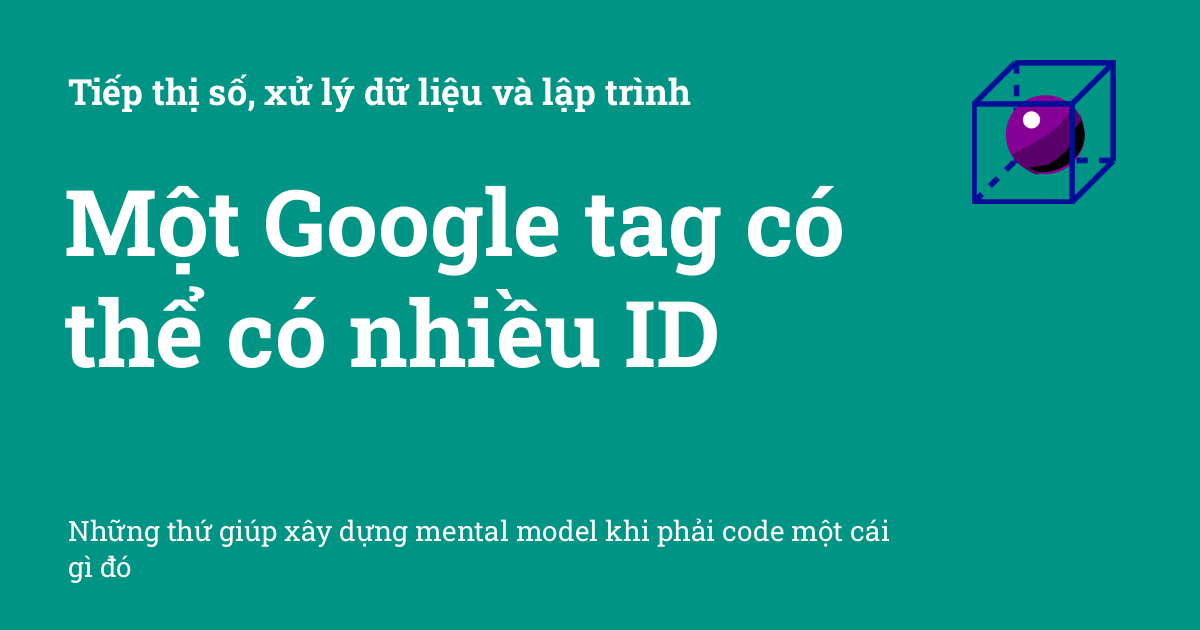 Tiếp thị số, xử lý dữ liệu và lập trình
Một Google tag có
thể có nhiều ID
Những thứ giúp xây dựng mental model khi phải code một cái
gì đó